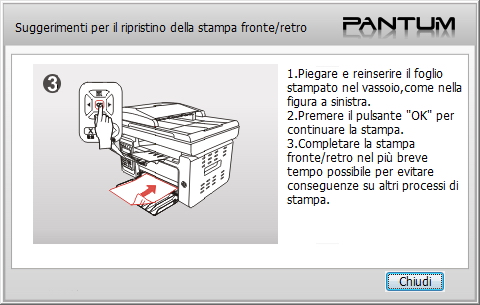 Suggerimenti per il ripristino della stampa fronte/retro
PANTUM
3
1.Piegare e reinserire il foglio
stampato nel vassoio,come nella
figura a sinistra.
2.Premere il pulsante "OK" per
continuare la stampa.
3.Completare la stampa
fronte/retro nel più breve
tempo possibile per evitare
conseguenze su altri processi di
stampa.
Chiudi